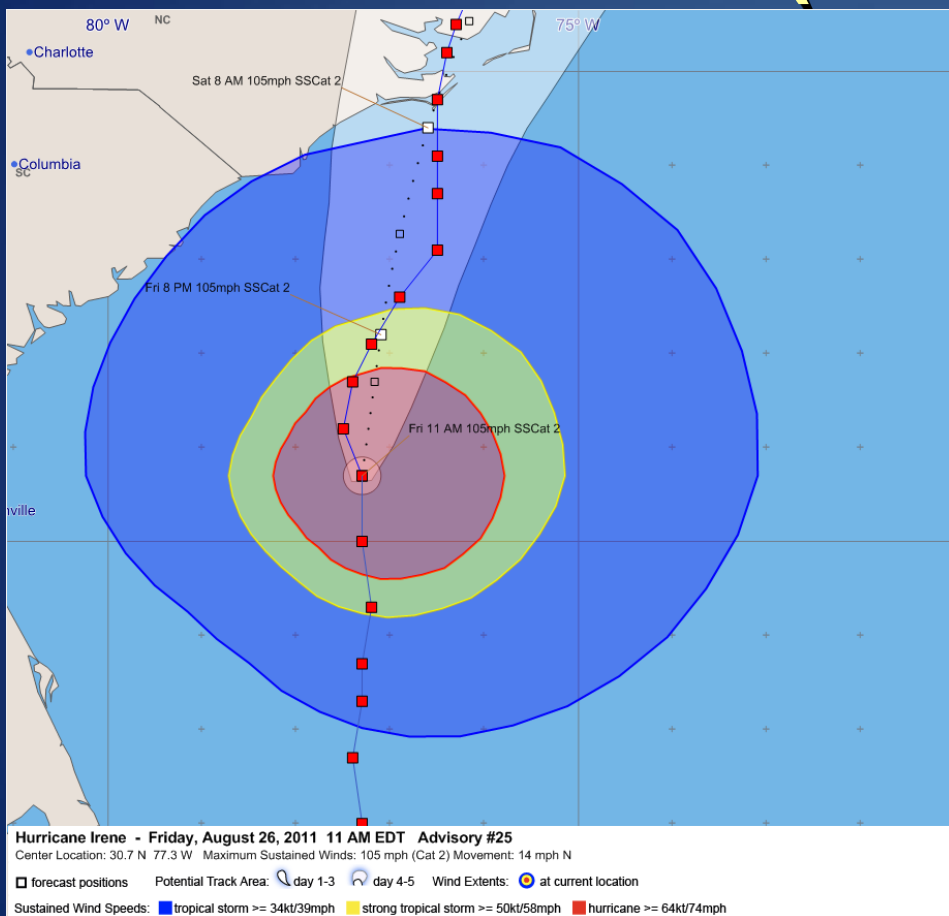 80° W
NC
75° W
Charlotte
Sat 8 AM 105mph SSCat 2
Columbia
SC
Fri 8 PM 105mph SSCat 2
Fri 11 AM 105mph SSCat 2
nville
Hurricane Irene - Friday, August 26, 2011 11 AM EDT Advisory #25
Center Location: 30.7 N 77.3 W Maximum Sustained Winds: 105 mph (Cat 2) Movement: 14 mph N
forecast positions Potential Track Area: day 1-3 day 4-5 Wind Extents: at current location
Sustained Wind Speeds: tropical storm >= 34kt/39mph strong tropical storm >= 50kt/58mph hurricane >= 64kt/74mph